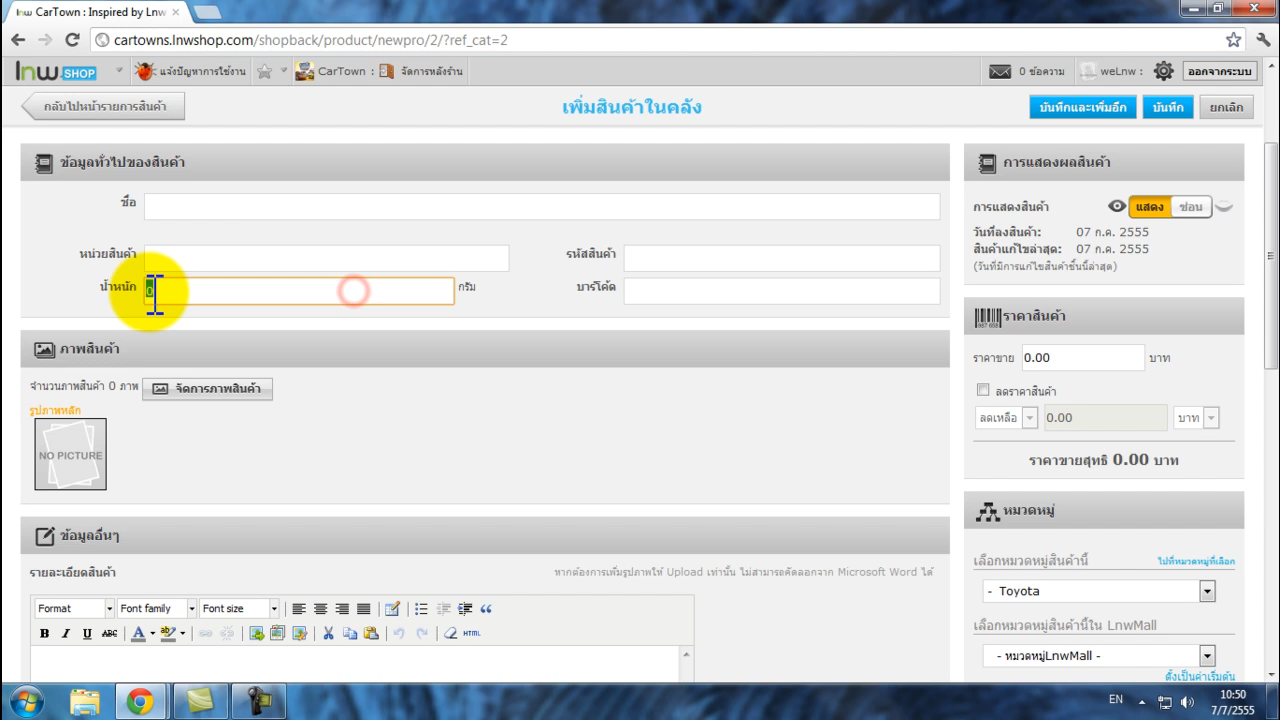 lnw CarTown : Inspired by Lnw
cartowns.lnwshop.com/shopback/product/newpro/2/?ref_cat=2
lnw.SHOP แจ้งปัญหาการใช้งาน CarTown : จัดการหลังร้าน 0 ข้อความ weLnw : ออกจากระบบ
กลับไปหน้ารายการสินค้า เพิ่มสินค้าในคลัง บันทึกและเพิ่มอีก บันทึก ยกเลิก
ข้อมูลทั่วไปของสินค้า
ชื่อ
หน่วยสินค้า รหัสสินค้า
น้ำหนัก 0 กรัม บาร์โค้ด
ภาพสินค้า
จำนวนภาพสินค้า 0 ภาพ จัดการภาพสินค้า
รูปภาพหลัก
NO PICTURE
ข้อมูลอื่นๆ
รายละเอียดสินค้า หากต้องการเพิ่มรูปภาพให้ Upload เท่านั้น ไม่สามารถคัดลอกจาก Microsoft Word ได้
Format Font family Font size
B I U ABC A ab HTML
การแสดงผลสินค้า
การแสดงสินค้า แสดง ซ่อน
วันที่ลงสินค้า: 07 ก.ค. 2555
สินค้าแก้ไขล่าสุด: 07 ก.ค. 2555
(วันที่มีการแก้ไขสินค้าชิ้นนี้ล่าสุด)
ราคาสินค้า
ราคาขาย 0.00 บาท
ลดราคาสินค้า
ลดเหลือ 0.00 บาท
ราคาขายสุทธิ 0.00 บาท
หมวดหมู่
เลือกหมวดหมู่สินค้านี้ ไปที่หมวดหมู่ที่เลือก
- Toyota
เลือกหมวดหมู่สินค้านี้ใน LnwMall
- หมวดหมู่LnwMall -
ตั้งเป็นค่าเริ่มต้น
EN 10:50
7/7/2555